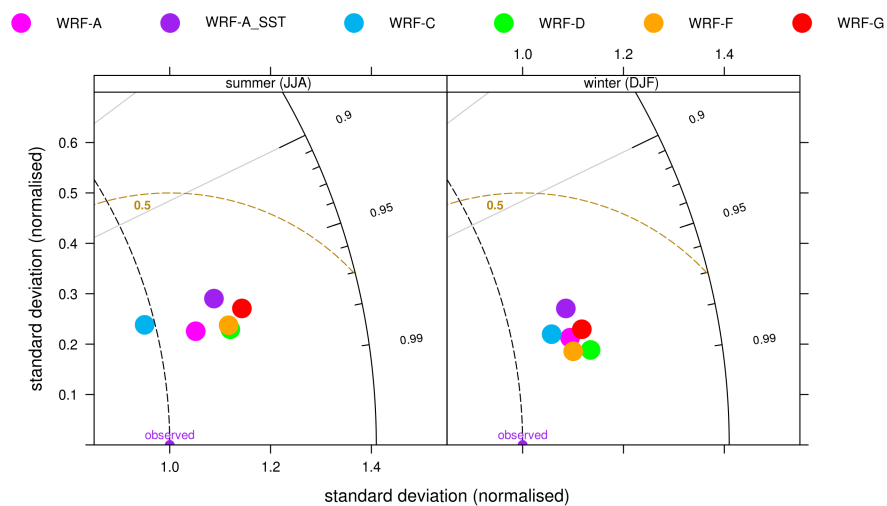 WRF-A WRF-A_SST WRF-C WRF-D WRF-F WRF-G
1.0 1.2 1.4
summer (JJA) winter (DJF)
0.9 0.9
0.6
0.5
0.5 0.5
0.95 0.95
0.4
0.3
0.99 0.99
0.2
0.1
observed observed
1.0 1.2 1.4
standard deviation (normalised)
standard deviation (normalised)